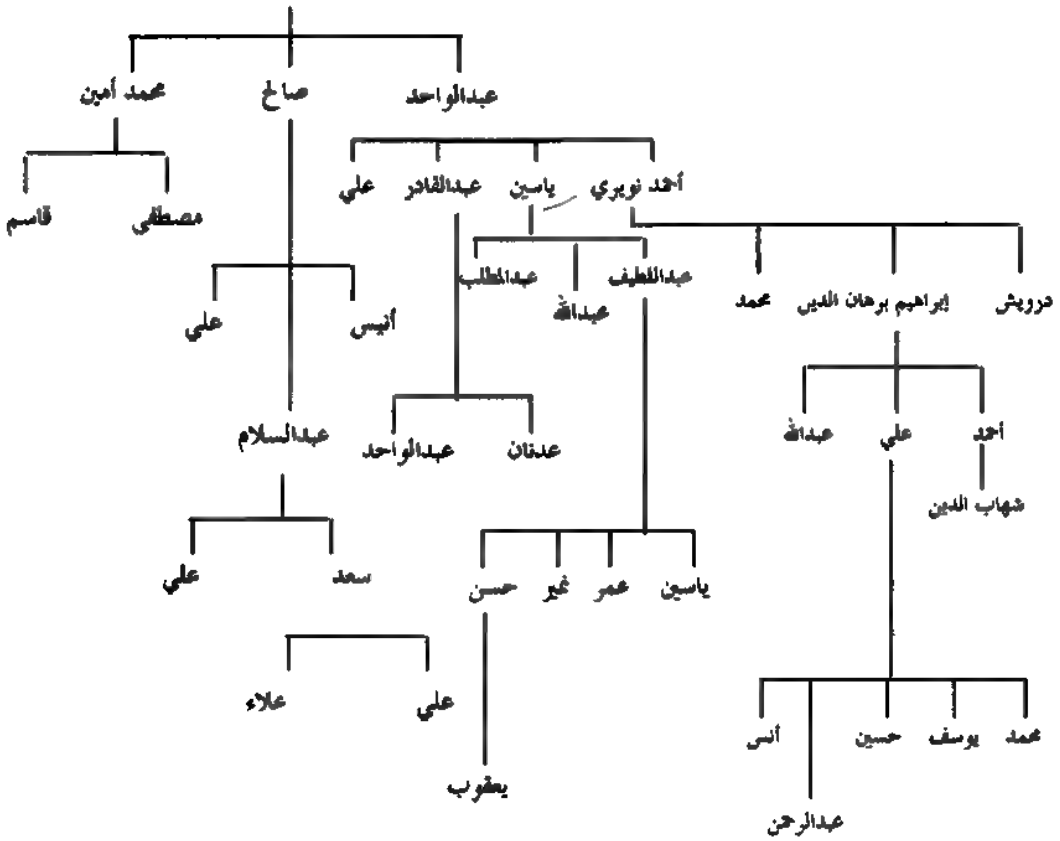 عبدالواحد
صالح
محمد أمين
أحمد نويري
ياسين
عبدالقادر
علي
مصطفى
قاسم
درويش
إبراهيم برهان الدين
محمد
عبداللطيف
عبدالله
عبدالمطلب
أنيس
علي
أحمد
علي
عبدالله
شهاب الدين
عدنان
عبدالواحد
عبدالسلام
ياسين
عمر
نمير
حسن
سعد
علي
علي
علاء
محمد
يوسف
حسين
أنس
يعقوب
عبدالرحمن